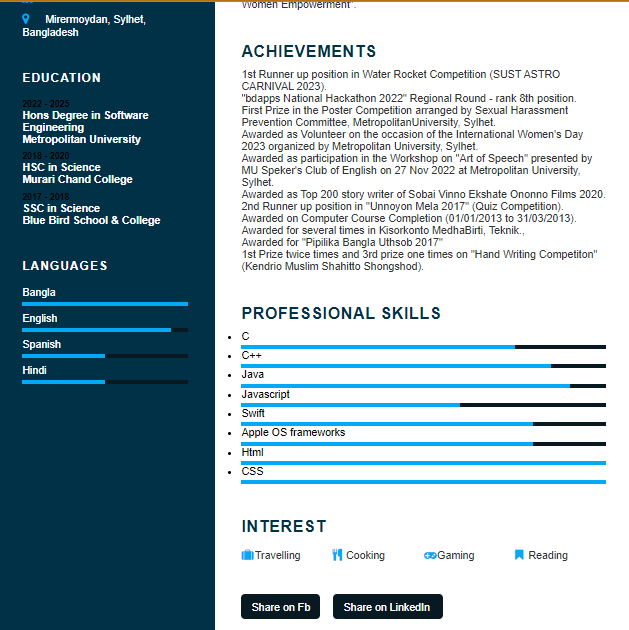 Mirermoydan, Sylhet,
Bangladesh
EDUCATION
2022 - 2025
Hons Degree in Software
Engineering
Metropolitan University
2018 - 2020
HSC in Science
Murari Chand College
2017 - 2018
SSC in Science
Blue Bird School & College
LANGUAGES
Bangla
English
Spanish
Hindi
Women Empowerment".
ACHIEVEMENTS
1st Runner up position in Water Rocket Competition (SUST ASTRO
CARNIVAL 2023).
"bdapps National Hackathon 2022" Regional Round - rank 8th position.
First Prize in the Poster Competition arranged by Sexual Harassment
Prevention Committee, MetropolitanUniversity, Sylhet.
Awarded as Volunteer on the occasion of the International Women's Day
2023 organized by Metropolitan University, Sylhet.
Awarded as participation in the Workshop on "Art of Speech" presented by
MU Speker's Club of English on 27 Nov 2022 at Metropolitan University,
Sylhet.
Awarded as Top 200 story writer of Sobai Vinno Ekshate Ononno Films 2020.
2nd Runner up position in "Unnoyon Mela 2017" (Quiz Competition).
Awarded on Computer Course Completion (01/01/2013 to 31/03/2013).
Awarded for several times in Kisorkonto MedhaBirti, Teknik.,
Awarded for "Pipilika Bangla Uthsob 2017"
1st Prize twice times and 3rd prize one times on "Hand Writing Competiton"
(Kendrio Muslim Shahitto Shongshod).
PROFESSIONAL SKILLS
C
C++
Java
Javascript
Swift
Apple OS frameworks
Html
CSS
INTEREST
Travelling Cooking Gaming Reading
Share on Fb Share on LinkedIn